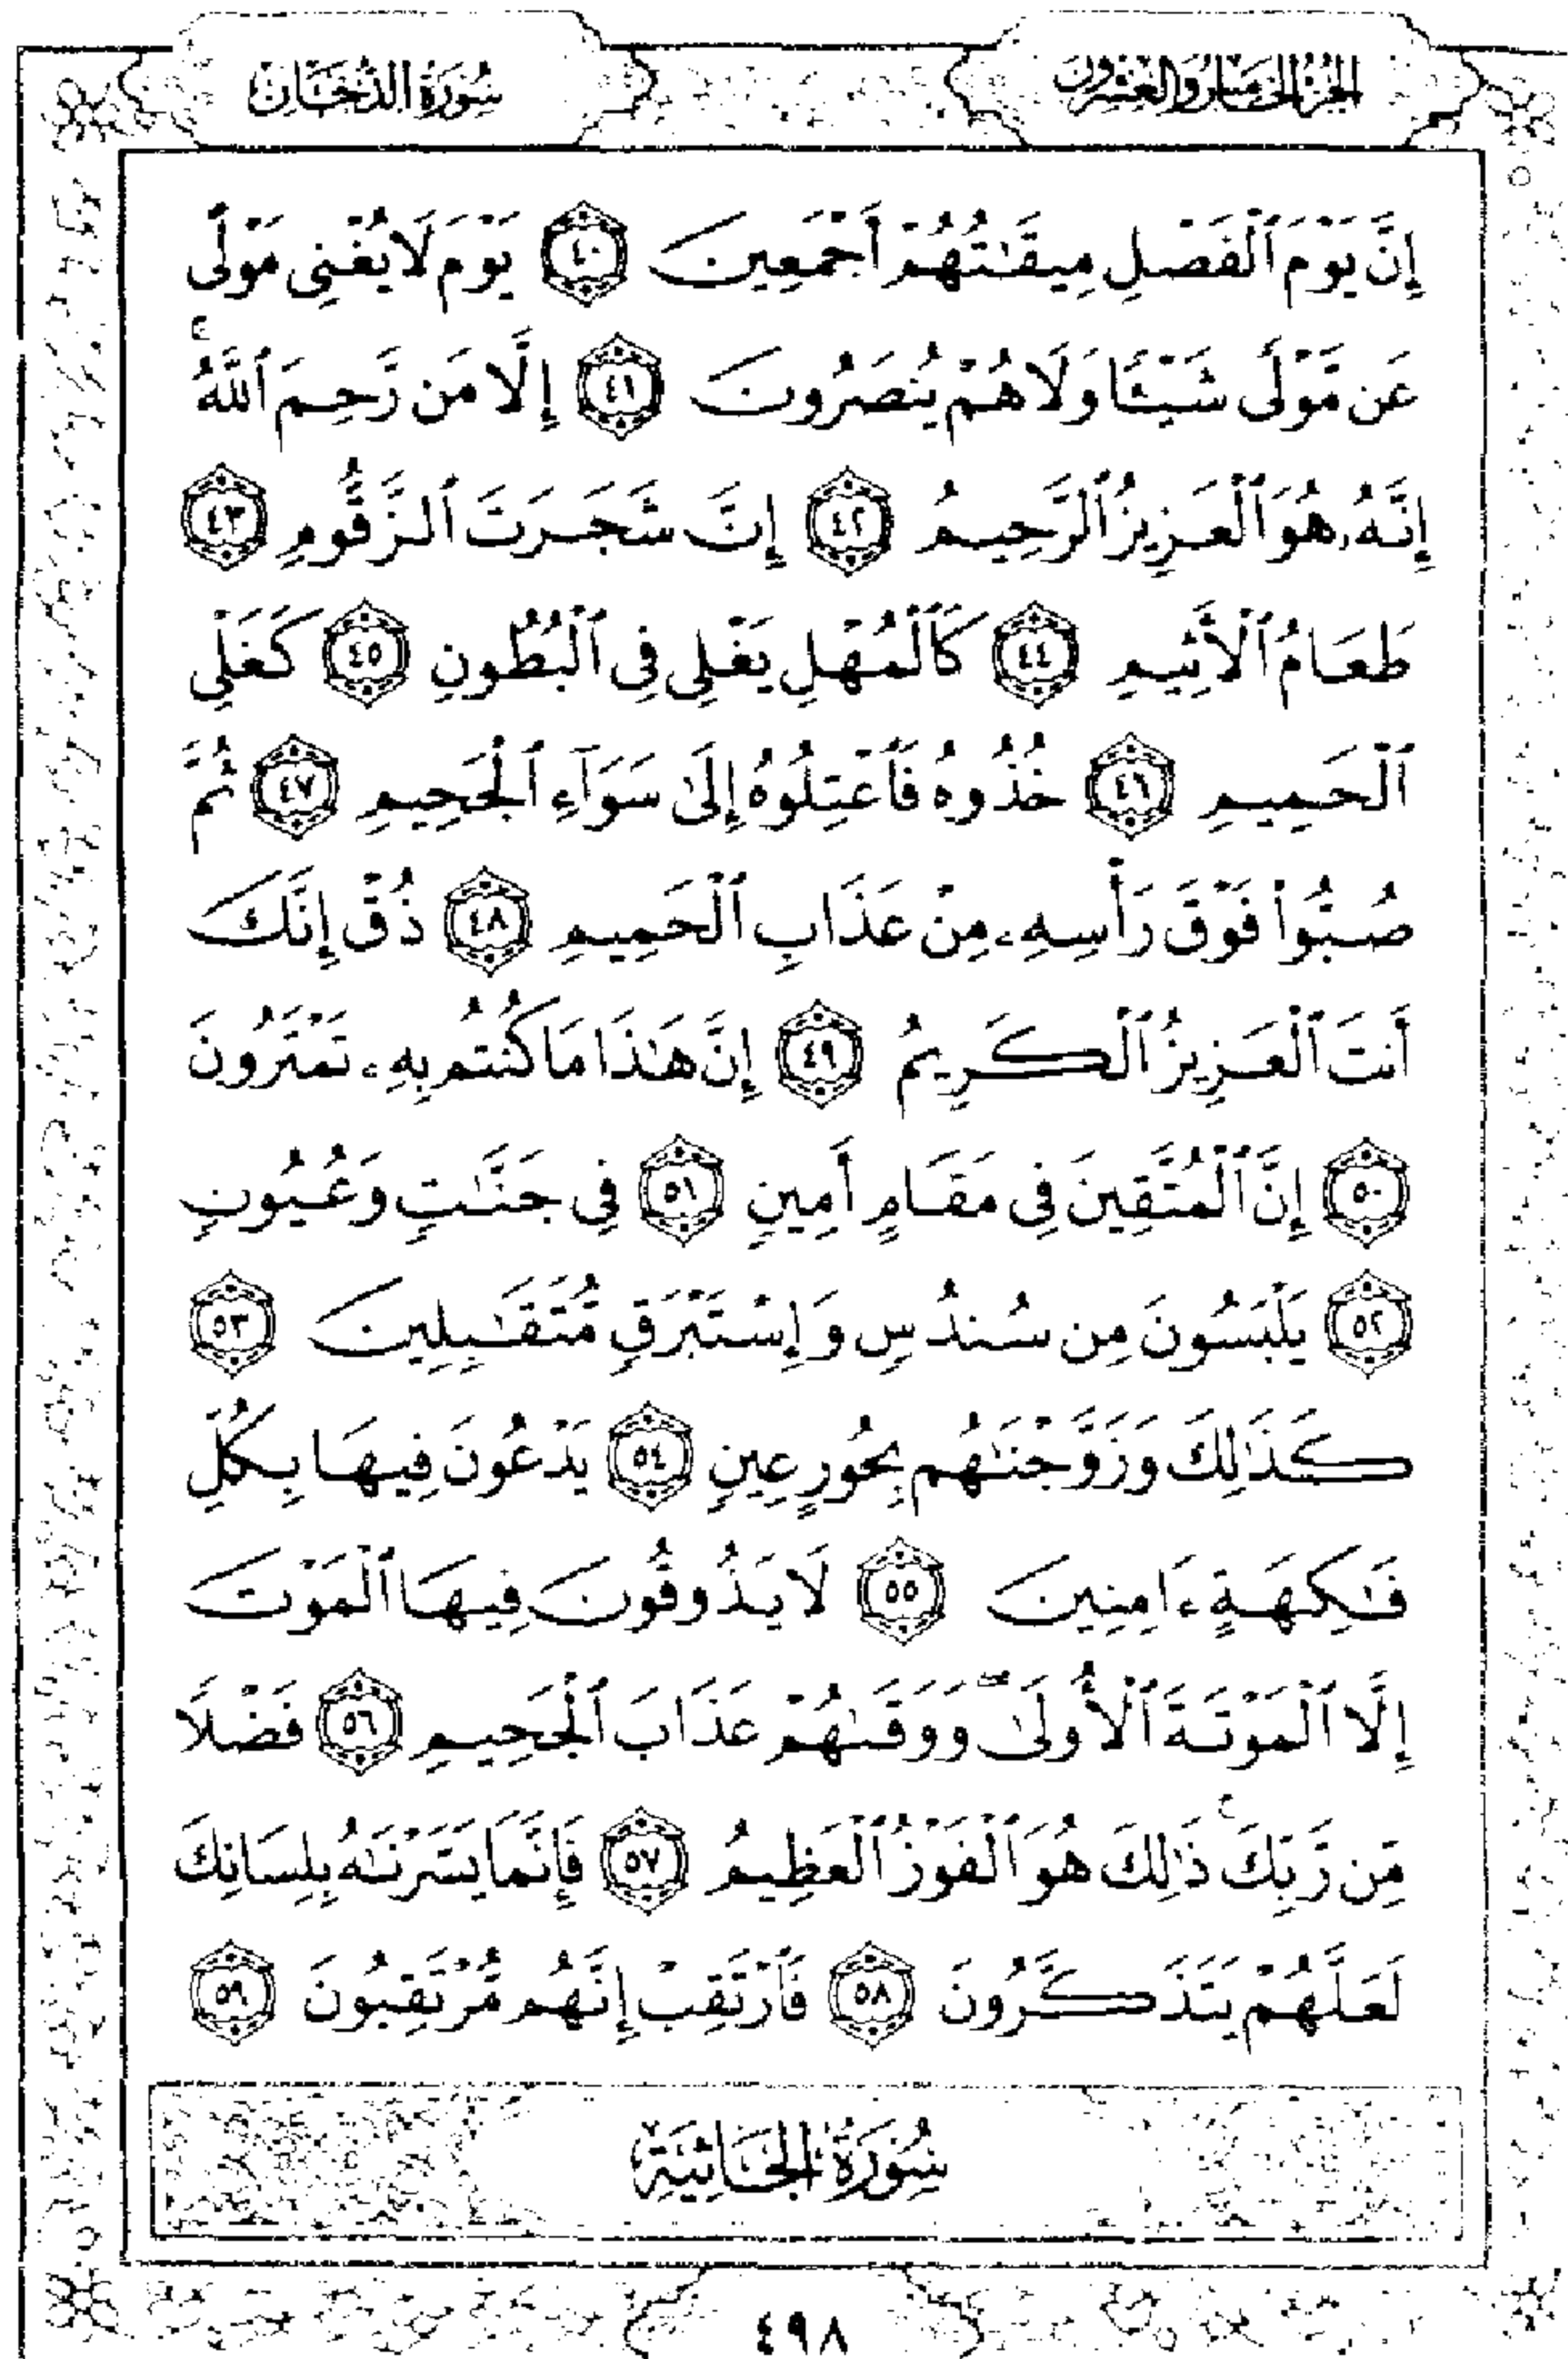 الجزء الخامس والعشرون
سورة الدخان
إِنَّ يَوْمَ ٱلْفَصْلِ مِيقَٰتُهُمْ أَجْمَعِينَ ٤٠ يَوْمَ لَا يُغْنِى مَوْلًى
عَن مَّوْلًى شَيْـًٔا وَلَا هُمْ يُنصَرُونَ ٤١ إِلَّا مَن رَّحِمَ ٱللَّهُ ۚ
إِنَّهُۥ هُوَ ٱلْعَزِيزُ ٱلرَّحِيمُ ٤٢ إِنَّ شَجَرَتَ ٱلزَّقُّومِ ٤٣
طَعَامُ ٱلْأَثِيمِ ٤٤ كَٱلْمُهْلِ يَغْلِى فِى ٱلْبُطُونِ ٤٥ كَغَلْىِ
ٱلْحَمِيمِ ٤٦ خُذُوهُ فَٱعْتِلُوهُ إِلَىٰ سَوَآءِ ٱلْجَحِيمِ ٤٧ ثُمَّ
صُبُّوا۟ فَوْقَ رَأْسِهِۦ مِنْ عَذَابِ ٱلْحَمِيمِ ٤٨ ذُقْ إِنَّكَ
أَنتَ ٱلْعَزِيزُ ٱلْكَرِيمُ ٤٩ إِنَّ هَٰذَا مَا كُنتُم بِهِۦ تَمْتَرُونَ
٥٠ إِنَّ ٱلْمُتَّقِينَ فِى مَقَامٍ أَمِينٍ ٥١ فِى جَنَّٰتٍ وَعُيُونٍ
٥٢ يَلْبَسُونَ مِن سُندُسٍ وَإِسْتَبْرَقٍ مُّتَقَٰبِلِينَ ٥٣
كَذَٰلِكَ وَزَوَّجْنَٰهُم بِحُورٍ عِينٍ ٥٤ يَدْعُونَ فِيهَا بِكُلِّ
فَٰكِهَةٍ ءَامِنِينَ ٥٥ لَا يَذُوقُونَ فِيهَا ٱلْمَوْتَ
إِلَّا ٱلْمَوْتَةَ ٱلْأُولَىٰ ۖ وَوَقَىٰهُمْ عَذَابَ ٱلْجَحِيمِ ٥٦ فَضْلًا
مِّن رَّبِّكَ ۚ ذَٰلِكَ هُوَ ٱلْفَوْزُ ٱلْعَظِيمُ ٥٧ فَإِنَّمَا يَسَّرْنَٰهُ بِلِسَانِكَ
لَعَلَّهُمْ يَتَذَكَّرُونَ ٥٨ فَٱرْتَقِبْ إِنَّهُم مُّرْتَقِبُونَ ٥٩
سُورَةُ الجَاثِيَةِ
٤٩٨